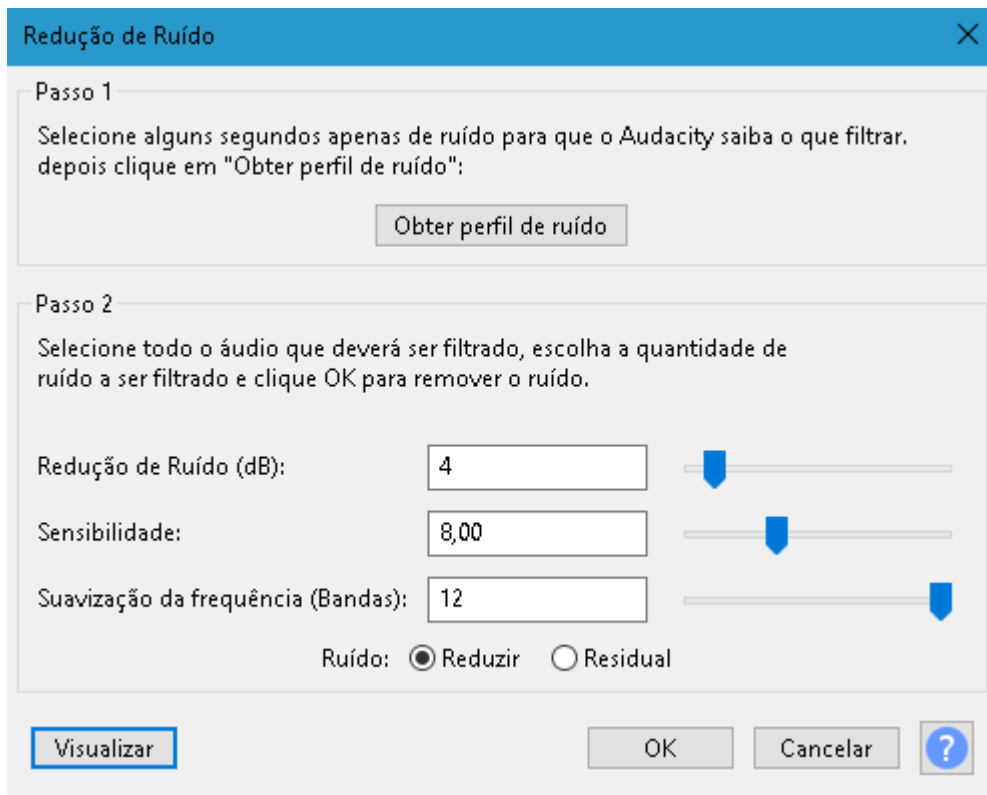 Redução de Ruído
Passo 1
Selecione alguns segundos apenas de ruído para que o Audacity saiba o que filtrar.
depois clique em "Obter perfil de ruído":
Obter perfil de ruído
Passo 2
Selecione todo o áudio que deverá ser filtrado, escolha a quantidade de
ruído a ser filtrado e clique OK para remover o ruído.
Redução de Ruído (dB): 4
Sensibilidade: 8,00
Suavização da frequência (Bandas): 12
Ruído: Reduzir Residual
Visualizar OK Cancelar ?